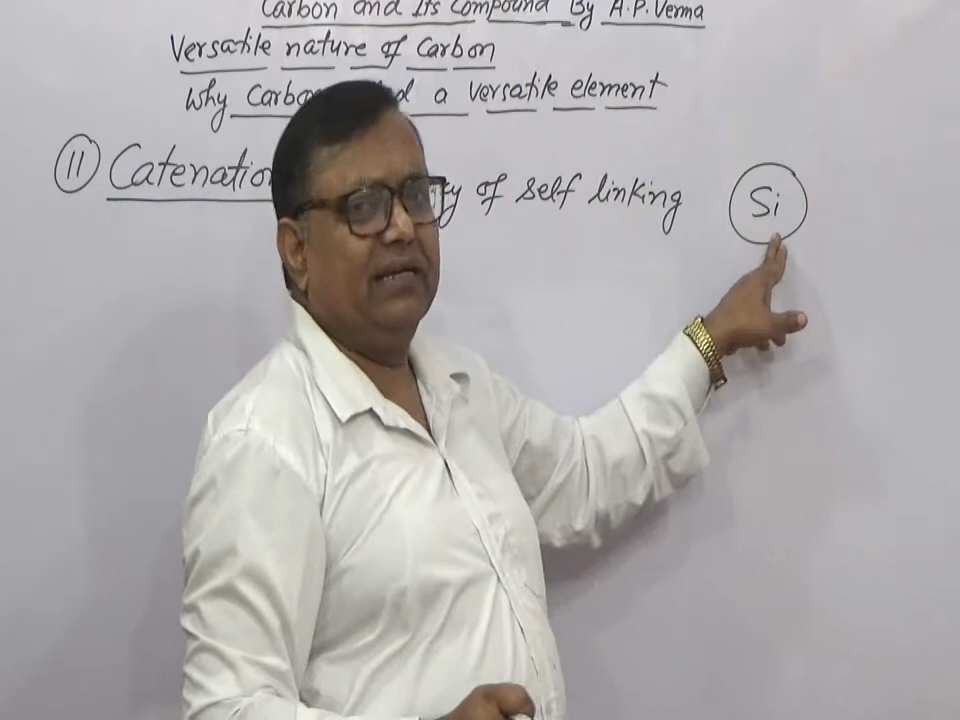 Carbon and Its Compound By A.P. Verma
Versatile nature of Carbon
Why Carbon a versatile element
(11) Catenation of self linking Si